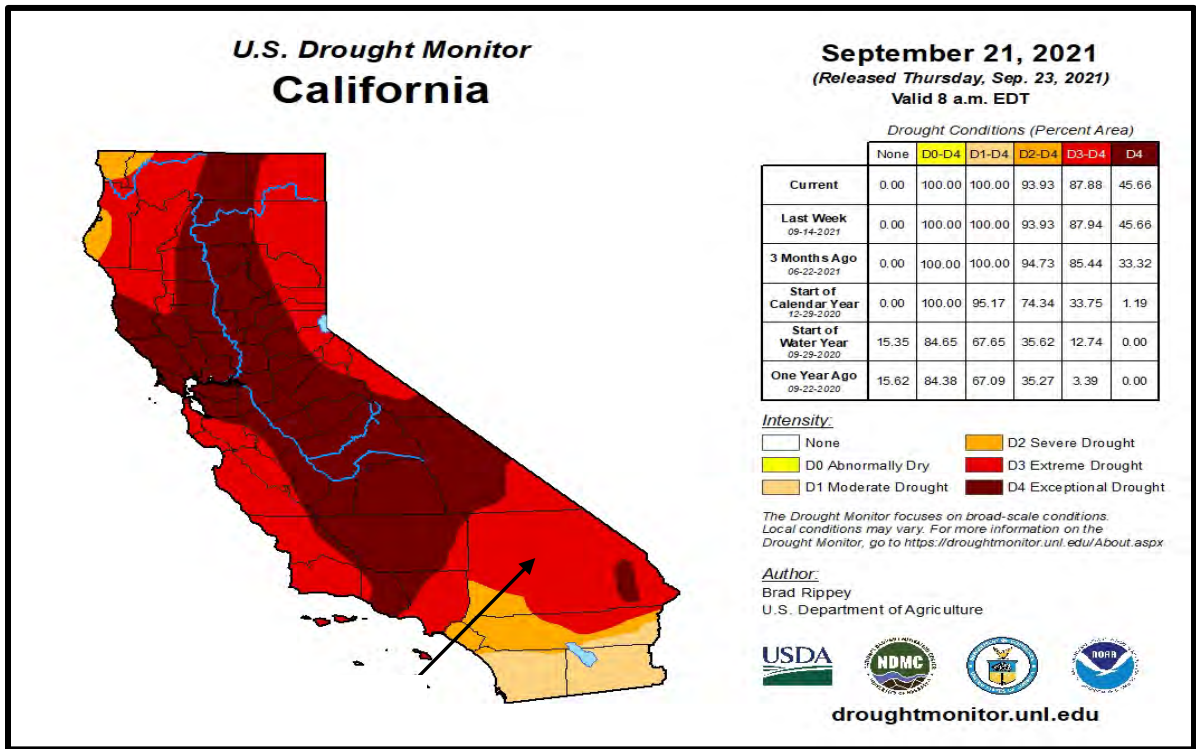 U.S. Drought Monitor
California
September 21, 2021
(Released Thursday, Sep. 23, 2021)
Valid 8 a.m. EDT
Drought Conditions (Percent Area)
None D0-D4 D1-D4 D2-D4 D3-D4 D4
Current 0.00 100.00 100.00 93.93 87.88 45.66
Last Week
09-14-2021
0.00 100.00 100.00 93.93 87.94 45.66
3 Months Ago
06-22-2021
0.00 100.00 100.00 94.73 85.44 33.32
Start of
Calendar Year
12-29-2020
0.00 100.00 95.17 74.34 33.75 1.19
Start of
Water Year
09-29-2020
15.35 84.65 67.65 35.62 12.74 0.00
One Year Ago
09-22-2020
15.62 84.38 67.09 35.27 3.39 0.00
Intensity:
None
D0 Abnormally Dry
D1 Moderate Drought
D2 Severe Drought
D3 Extreme Drought
D4 Exceptional Drought
The Drought Monitor focuses on broad-scale conditions.
Local conditions may vary. For more information on the
Drought Monitor, go to https://droughtmonitor.unl.edu/About.aspx
Author:
Brad Rippey
U.S. Department of Agriculture
USDA
NDMC
NOAA
droughtmonitor.unl.edu